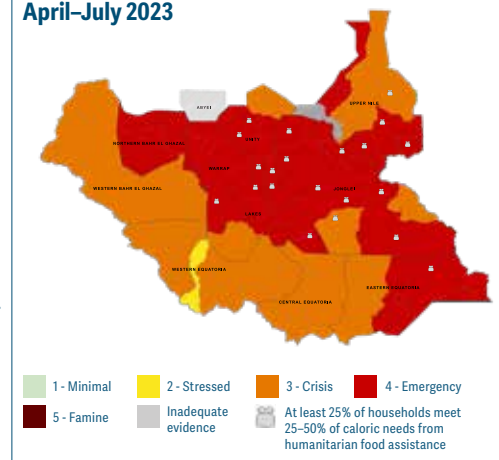 April–July 2023
ABYEI
UPPER NILE
UNITY
NORTHERN BAHR EL GHAZAL
WARRAP
WESTERN BAHR EL GHAZAL
JONGLEI
LAKES
WESTERN EQUATORIA
EASTERN EQUATORIA
CENTRAL EQUATORIA
1 - Minimal
2 - Stressed
3 - Crisis
4 - Emergency
5 - Famine
Inadequate
evidence
At least 25% of households meet
25–50% of caloric needs from
humanitarian food assistance